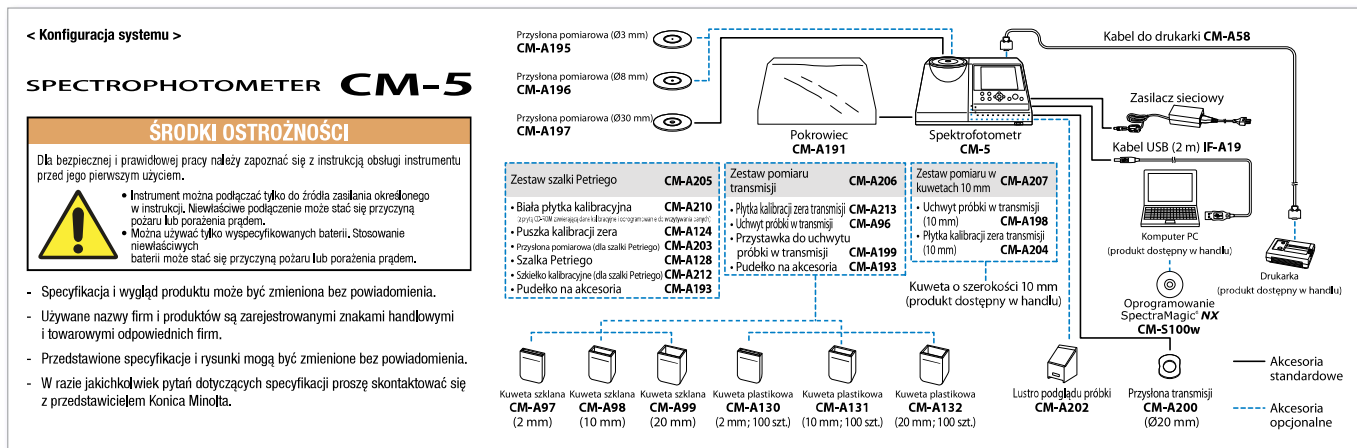 < Konfiguracja systemu >
SPECTROPHOTOMETER CM-5
ŚRODKI OSTROŻNOŚCI
Dla bezpiecznej i prawidłowej pracy należy zapoznać się z instrukcją obsługi instrumentu
przed jego pierwszym użyciem.
• Instrument można podłączać tylko do źródła zasilania określonego
w instrukcji. Niewłaściwe podłączenie może stać się przyczyną
pożaru lub porażenia prądem.
• Można używać tylko wyspecyfikowanych baterii. Stosowanie
niewłaściwych
baterii może stać się przyczyną pożaru lub porażenia prądem.
- Specyfikacja i wygląd produktu może być zmieniona bez powiadomienia.
- Używane nazwy firm i produktów są zarejestrowanymi znakami handlowymi
i towarowymi odpowiednich firm.
- Przedstawione specyfikacje i rysunki mogą być zmienione bez powiadomienia.
- W razie jakichkolwiek pytań dotyczących specyfikacji proszę skontaktować się
z przedstawicielem Konica Minolta.
Przysłona pomiarowa (Ø3 mm)
CM-A195
Przysłona pomiarowa (Ø8 mm)
CM-A196
Przysłona pomiarowa (Ø30 mm)
CM-A197
Pokrowiec
CM-A191
Spektrofotometr
CM-5
Kabel do drukarki CM-A58
Zasilacz sieciowy
Kabel USB (2 m) IF-A19
Komputer PC
(produkt dostępny w handlu)
Drukarka
(produkt dostępny w handlu)
Oprogramowanie
SpectraMagic® NX
CM-S100w
Zestaw szalki Petriego CM-A205
• Biała płytka kalibracyjna CM-A210
• Puszka kalibracji zera CM-A124
• Przysłona pomiarowa (dla szalki Petriego) CM-A203
• Szalka Petriego CM-A128
• Szkiełko kalibracyjne (dla szalki Petriego) CM-A212
• Pudełko na akcesoria CM-A193
Zestaw pomiaru
transmisji CM-A206
• Płytka kalibracji zera transmisji CM-A213
• Uchwyt próbki w transmisji CM-A96
• Przystawka do uchwytu
próbki w transmisji CM-A199
• Pudełko na akcesoria CM-A193
Zestaw pomiaru w
kuwetach 10 mm CM-A207
• Uchwyt próbki w transmisji
(10 mm) CM-A198
• Płytka kalibracji zera transmisji
(10 mm) CM-A204
Kuweta o szerokości 10 mm
(produkt dostępny w handlu)
Kuweta szklana
CM-A97
(2 mm)
Kuweta szklana
CM-A98
(10 mm)
Kuweta szklana
CM-A99
(20 mm)
Kuweta plastikowa
CM-A130
(2 mm; 100 szt.)
Kuweta plastikowa
CM-A131
(10 mm; 100 szt.)
Kuweta plastikowa
CM-A132
(20 mm; 100 szt.)
Lustro podglądu próbki
CM-A202
Przysłona transmisji
CM-A200
(Ø20 mm)
Akcesoria
standardowe
Akcesoria
opcjonalne